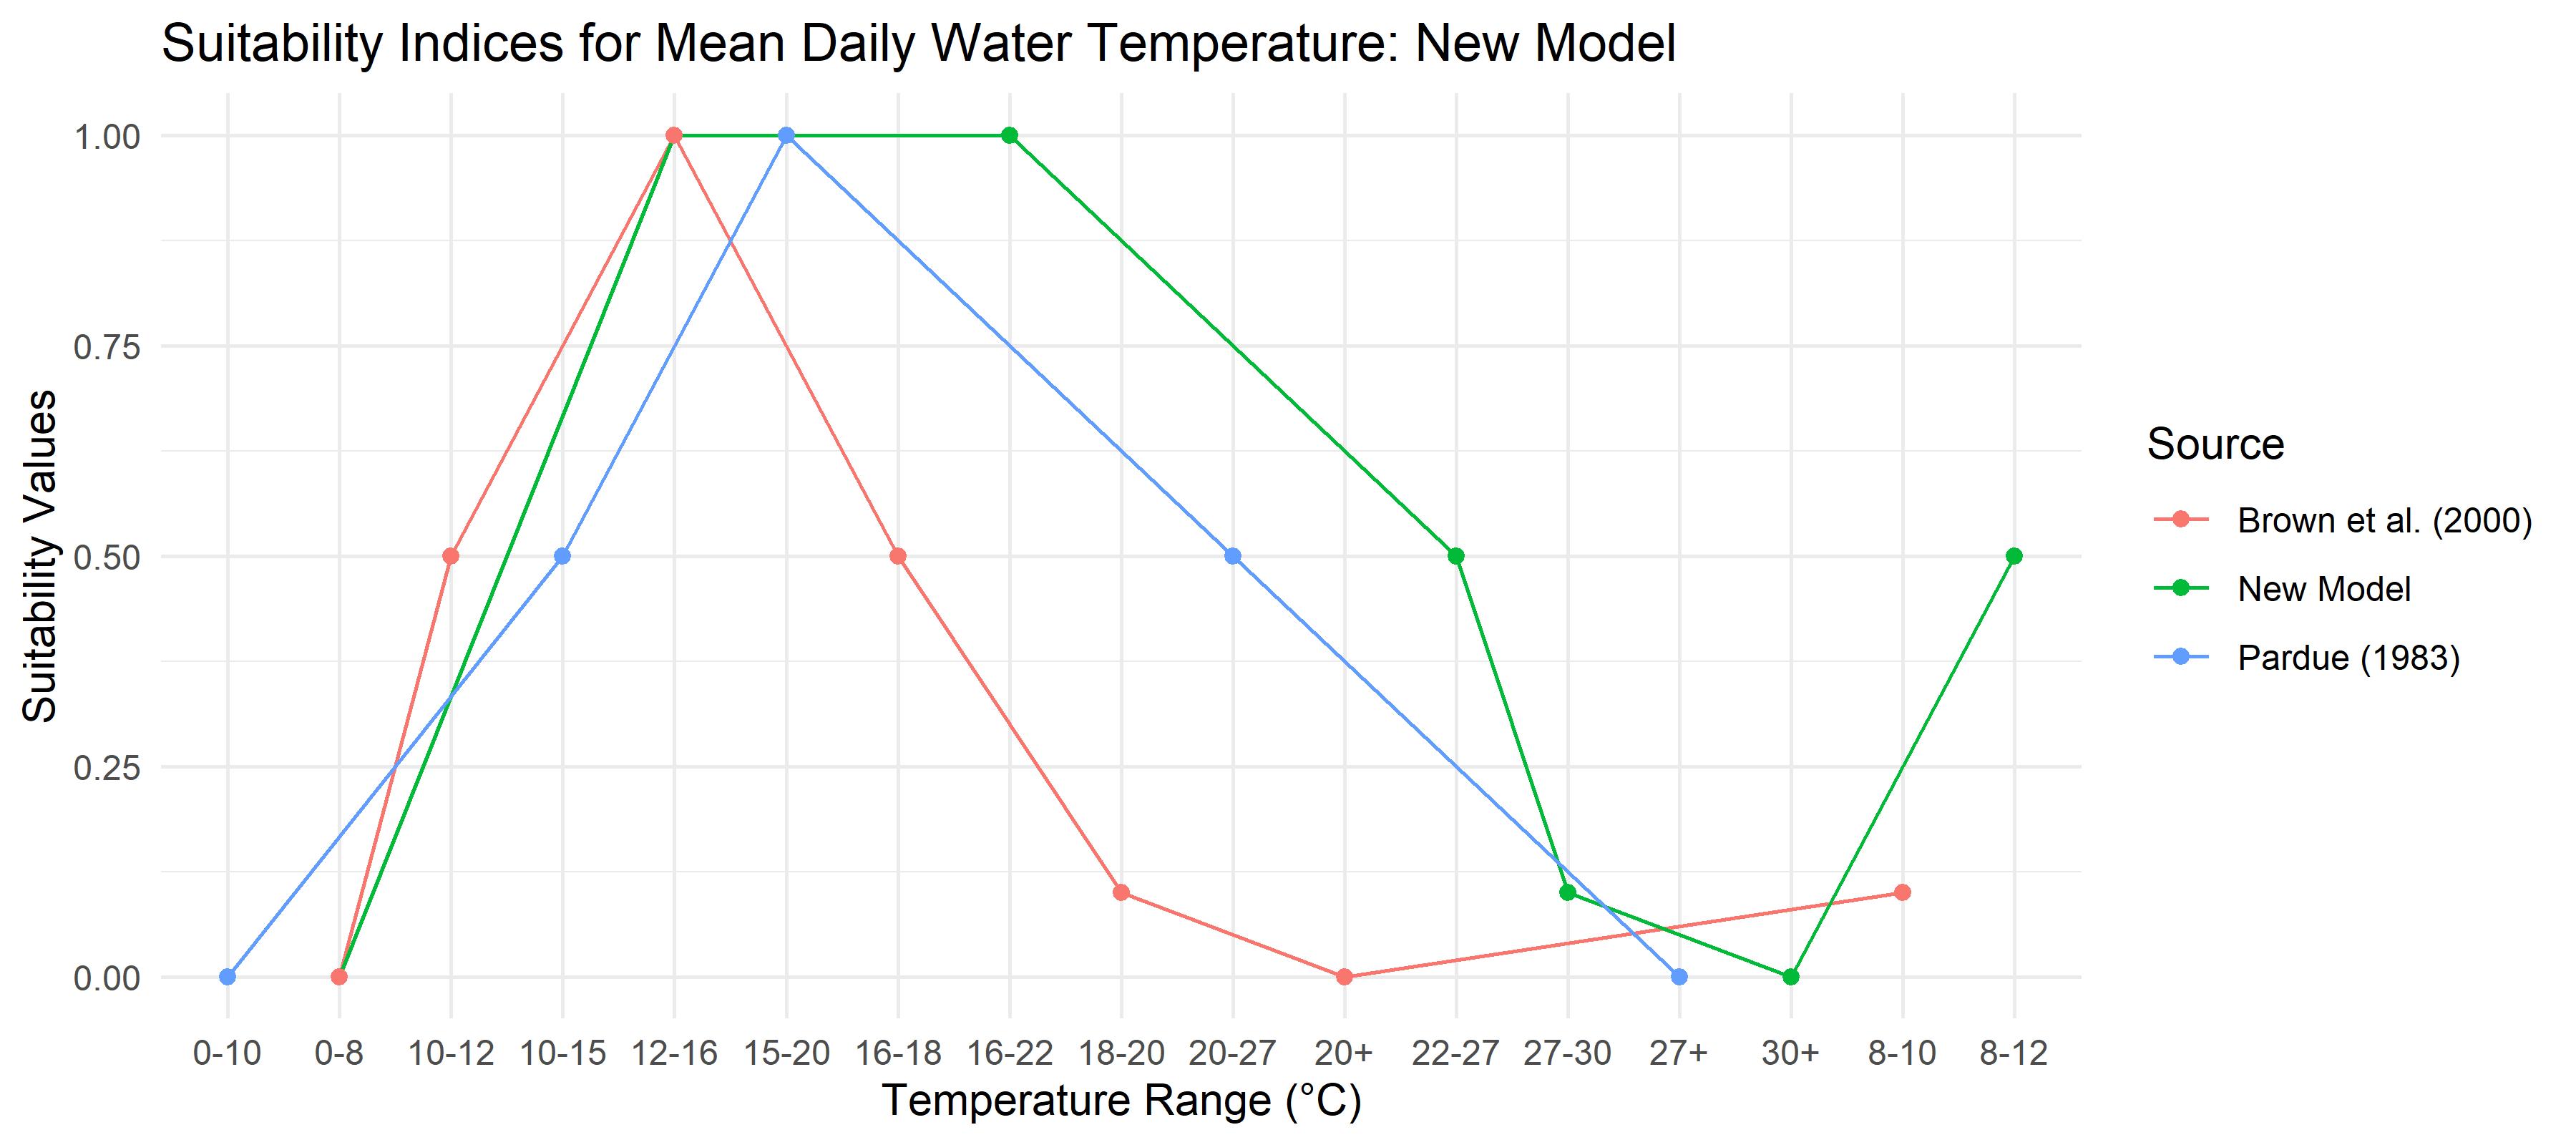 Suitability Indices for Mean Daily Water Temperature: New Model
1.00
0.75
0.50
0.25
0.00
Suitability Values
0-10 0-8 10-12 10-15 12-16 15-20 16-18 16-22 18-20 20-27 20+ 22-27 27-30 27+ 30+ 8-10 8-12
Temperature Range (°C)
Source
Brown et al. (2000)
New Model
Pardue (1983)